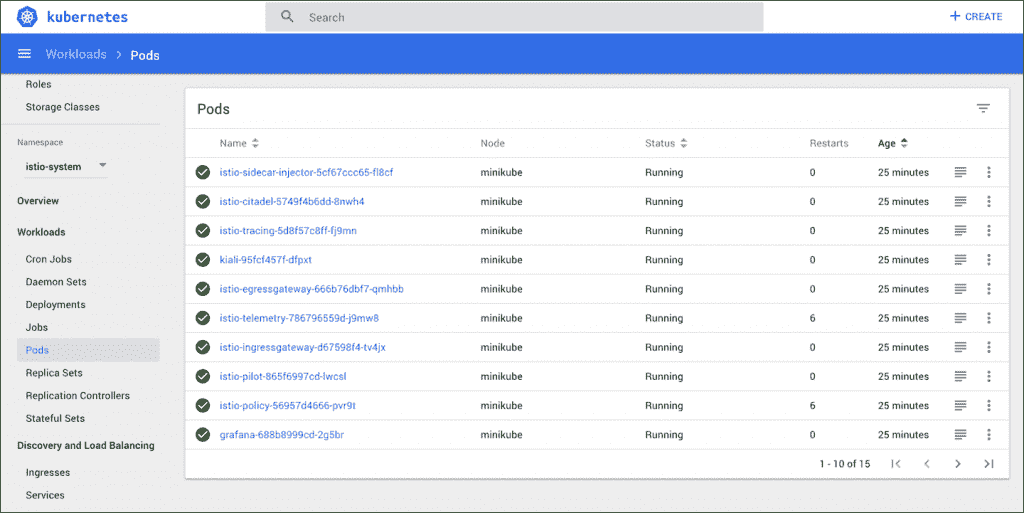 kubernetes
Search
+ CREATE
Workloads > Pods
Roles
Storage Classes
Namespace
istio-system
Overview
Workloads
Cron Jobs
Daemon Sets
Deployments
Jobs
Pods
Replica Sets
Replication Controllers
Stateful Sets
Discovery and Load Balancing
Ingresses
Services
Pods
Name Node Status Restarts Age
istio-sidecar-injector-5cf67ccc65-fl8cf minikube Running 0 25 minutes
istio-citadel-5749f4b6dd-8nwh4 minikube Running 0 25 minutes
istio-tracing-5d8f57c8ff-fj9mn minikube Running 0 25 minutes
kiali-95fcf457f-dfpxt minikube Running 0 25 minutes
istio-egressgateway-666b76dbf7-qmhbb minikube Running 0 25 minutes
istio-telemetry-786796559d-j9mw8 minikube Running 6 25 minutes
istio-ingressgateway-d67598f4-tv4jx minikube Running 0 25 minutes
istio-pilot-865f6997cd-lwcsl minikube Running 0 25 minutes
istio-policy-56957d4666-pvr9t minikube Running 6 25 minutes
grafana-688b8999cd-2g5br minikube Running 0 25 minutes
1 - 10 of 15